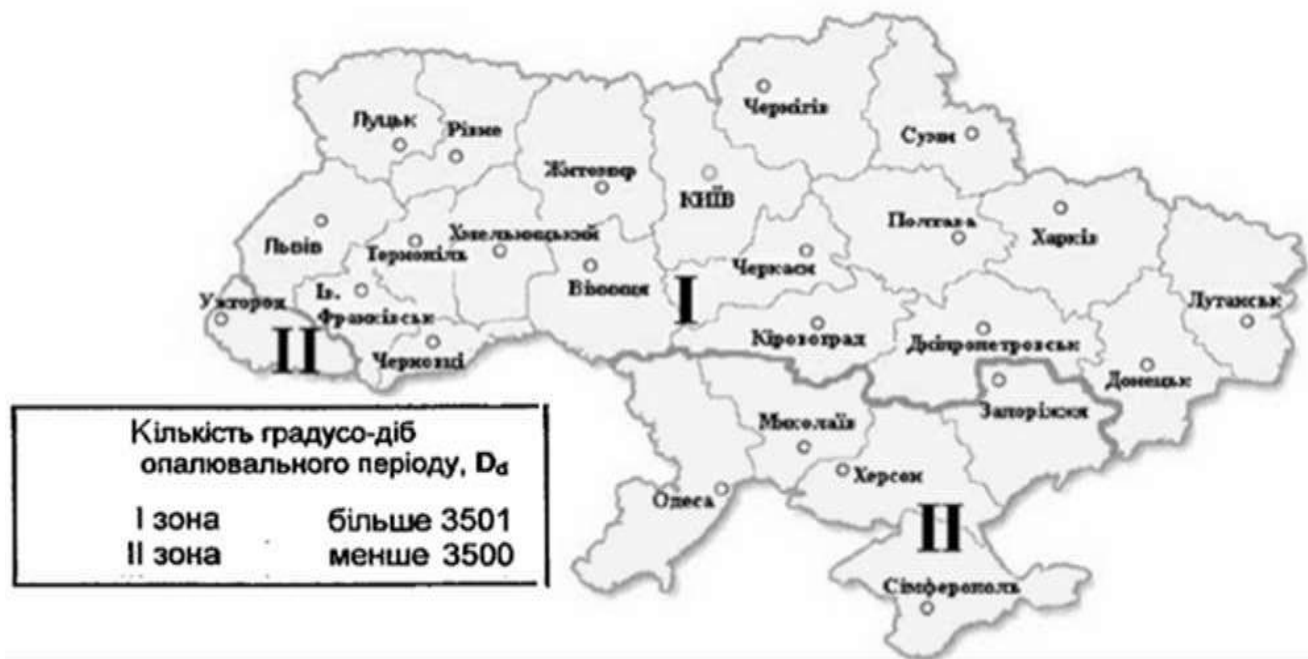 Чернігів
Луцьк
Рівне
Суми
Житомир
КИЇВ
Львів
Тернопіль
Хмельницький
Полтава
Харків
Черкаси
Вінниця
I
Ужгород
Ів.
Франківськ
II
Черновці
Кіровоград
Дніпропетровськ
Луганськ
Донецьк
Запоріжжя
Миколаїв
Херсон
Одеса
II
Сімферополь
Кількість градусо-діб
опалювального періоду, Dd
I зона більше 3501
II зона менше 3500